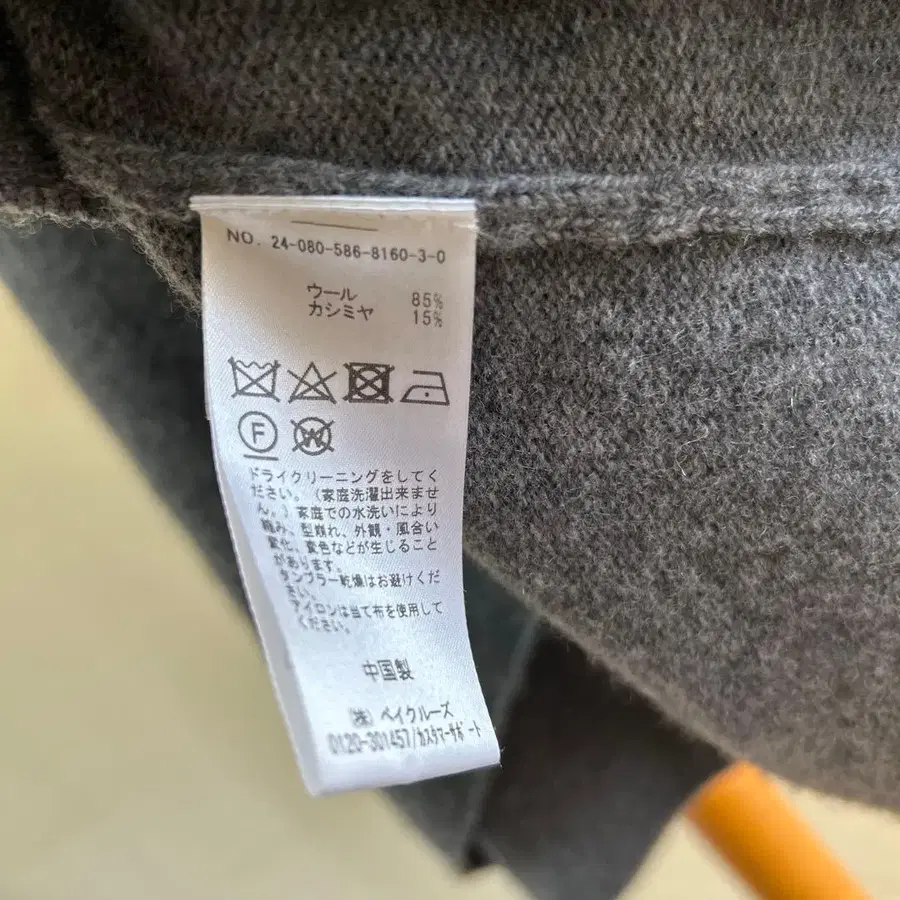 NO. 24-080-586-8160-3-0
ウール 85%
カシミヤ 15%
F W
ドライクリーニングをしてく
ださい。（家庭洗濯出来ませ
ん。）家庭での水洗いにより
縮み、型崩れ、外観・風合い
変化、変色などが生じること
があります。
タンブラー乾燥はお避けくだ
さい。
アイロンは当て布を使用して
ください。
中国製
(株) ベイクルーズ
0120-301457/カスタマーサポート